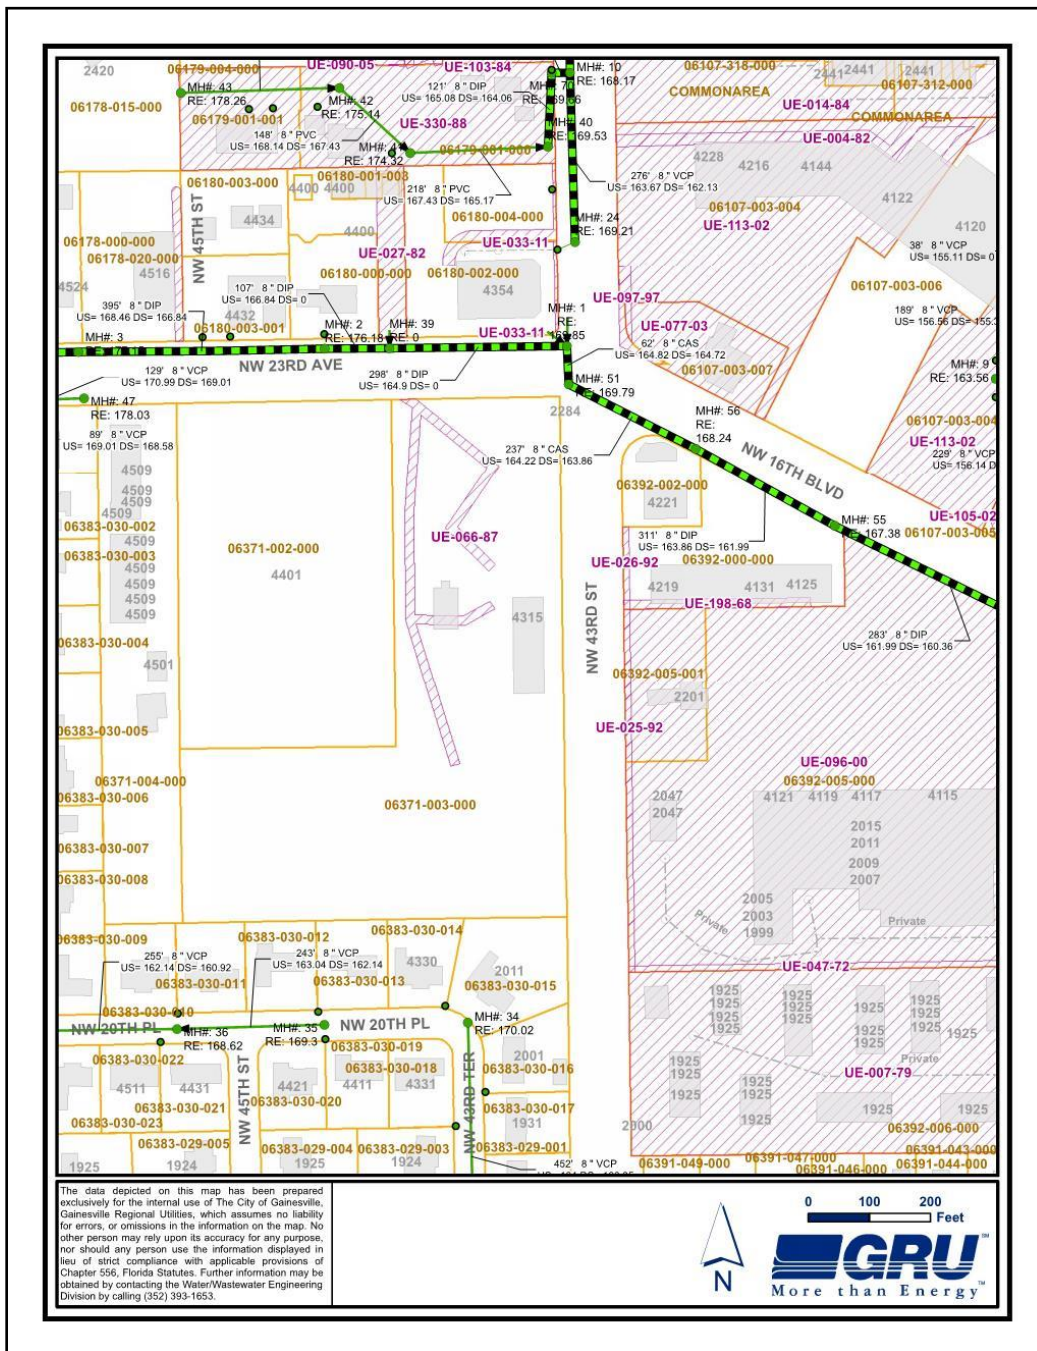 2420
06179-004-000
UE-090-05
UE-103-84
MH#: 10
RE: 168.17
06107-318-000
2441
2441
2441
06107-312-000
COMMONAREA
UE-014-84
COMMONAREA
UE-004-82
MH#: 43
RE: 178.26
06178-015-000
06179-001-001
MH#: 42
RE: 175.14
121' 8 " DIP
US= 165.08 DS= 164.06
UE-330-88
MH#: 40
169.53
148' 8 " PVC
US= 168.14 DS= 167.43
RE: 174.32
06179-001-000
4228
4216
4144
4122
4120
276' 8 " VCP
US= 163.67 DS= 162.13
06107-003-004
UE-113-02
06180-003-000
06180-001-003
4400
4400
218' 8 " PVC
US= 167.43 DS= 165.17
NW 45TH ST
4434
4400
06180-004-000
MH#: 24
RE: 169.21
UE-033-11
06178-000-000
06178-020-000
4516
4524
UE-027-82
06180-000-000
06180-002-000
4354
38' 8 " VCP
US= 155.11 DS= 0
06107-003-006
107' 8 " DIP
US= 166.84 DS= 0
395' 8 " DIP
US= 168.46 DS= 166.84
4432
06180-003-001
UE-097-97
MH#: 1
RE:
UE-033-11
UE-077-03
189' 8 " VCP
MH#: 3
MH#: 2
RE: 176.18
MH#: 39
RE: 0
62' 8 " CAS
US= 164.82 DS= 164.72
06107-003-007
MH#: 9
RE: 163.56
NW 23RD AVE
129' 8 " VCP
US= 170.99 DS= 169.01
298' 8 " DIP
US= 164.9 DS= 0
MH#: 51
RE: 169.79
MH#: 47
RE: 178.03
2284
MH#: 56
RE:
168.24
06107-003-004
UE-113-02
229' 8 " VCP
US= 156.14 D
89' 8 " VCP
US= 169.01 DS= 168.58
237' 8 " CAS
US= 164.22 DS= 163.86
NW 16TH BLVD
4509
4509
4509
4509
06383-030-002
06392-002-000
4221
MH#: 55
RE: 167.38
UE-105-02
06107-003-005
4509
06383-030-003
4509
4509
4509
06371-002-000
4401
UE-066-87
311' 8 " DIP
US= 163.86 DS= 161.99
06392-000-000
UE-026-92
4219
4131
4125
UE-198-68
4315
NW 43RD ST
06383-030-004
4501
283' 8 " DIP
US= 161.99 DS= 160.36
06392-005-001
2201
UE-025-92
06383-030-005
06371-004-000
06383-030-006
06371-003-000
UE-096-00
06392-005-000
2047
2047
4121
4119
4117
4115
2015
2011
2009
2007
06383-030-007
06383-030-008
2005
2003
1999
Private
Private
06383-030-009
06383-030-012
06383-030-014
255' 8 " VCP
US= 162.14 DS= 160.92
243' 8 " VCP
US= 163.04 DS= 162.14
4330
2011
UE-047-72
06383-030-011
06383-030-013
06383-030-015
06383-030-010
NW 20TH PL
MH#: 36
RE: 168.62
MH#: 35
RE: 169.3
NW 20TH PL
MH#: 34
RE: 170.02
1925
1925
1925
1925
1925
1925
1925
1925
1925
1925
1925
1925
1925
Private
UE-007-79
06383-030-022
06383-030-019
06383-030-018
2001
06383-030-016
4511
4431
4421
4411
4331
1925
1925
1925
1925
1925
1925
1925
1925
06383-030-021
06383-030-020
06383-030-017
06383-030-023
NW 45TH ST
NW 43RD TER
1931
2900
06392-006-000
06383-029-005
06383-029-004
06383-029-003
06383-029-001
06391-049-000
06391-047-000
06391-046-000
06391-043-000
06391-044-000
1925
1924
1925
1924
452' 8 " VCP
The data depicted on this map has been prepared
exclusively for the internal use of The City of Gainesville,
Gainesville Regional Utilities, which assumes no liability
for errors, or omissions in the information on the map. No
other person may rely upon its accuracy for any purpose,
nor should any person use the information displayed in
lieu of strict compliance with applicable provisions of
Chapter 556, Florida Statutes. Further information may be
obtained by contacting the Water/Wastewater Engineering
Division by calling (352) 393-1653.
N
0 100 200
Feet
GRU™
More than Energy™